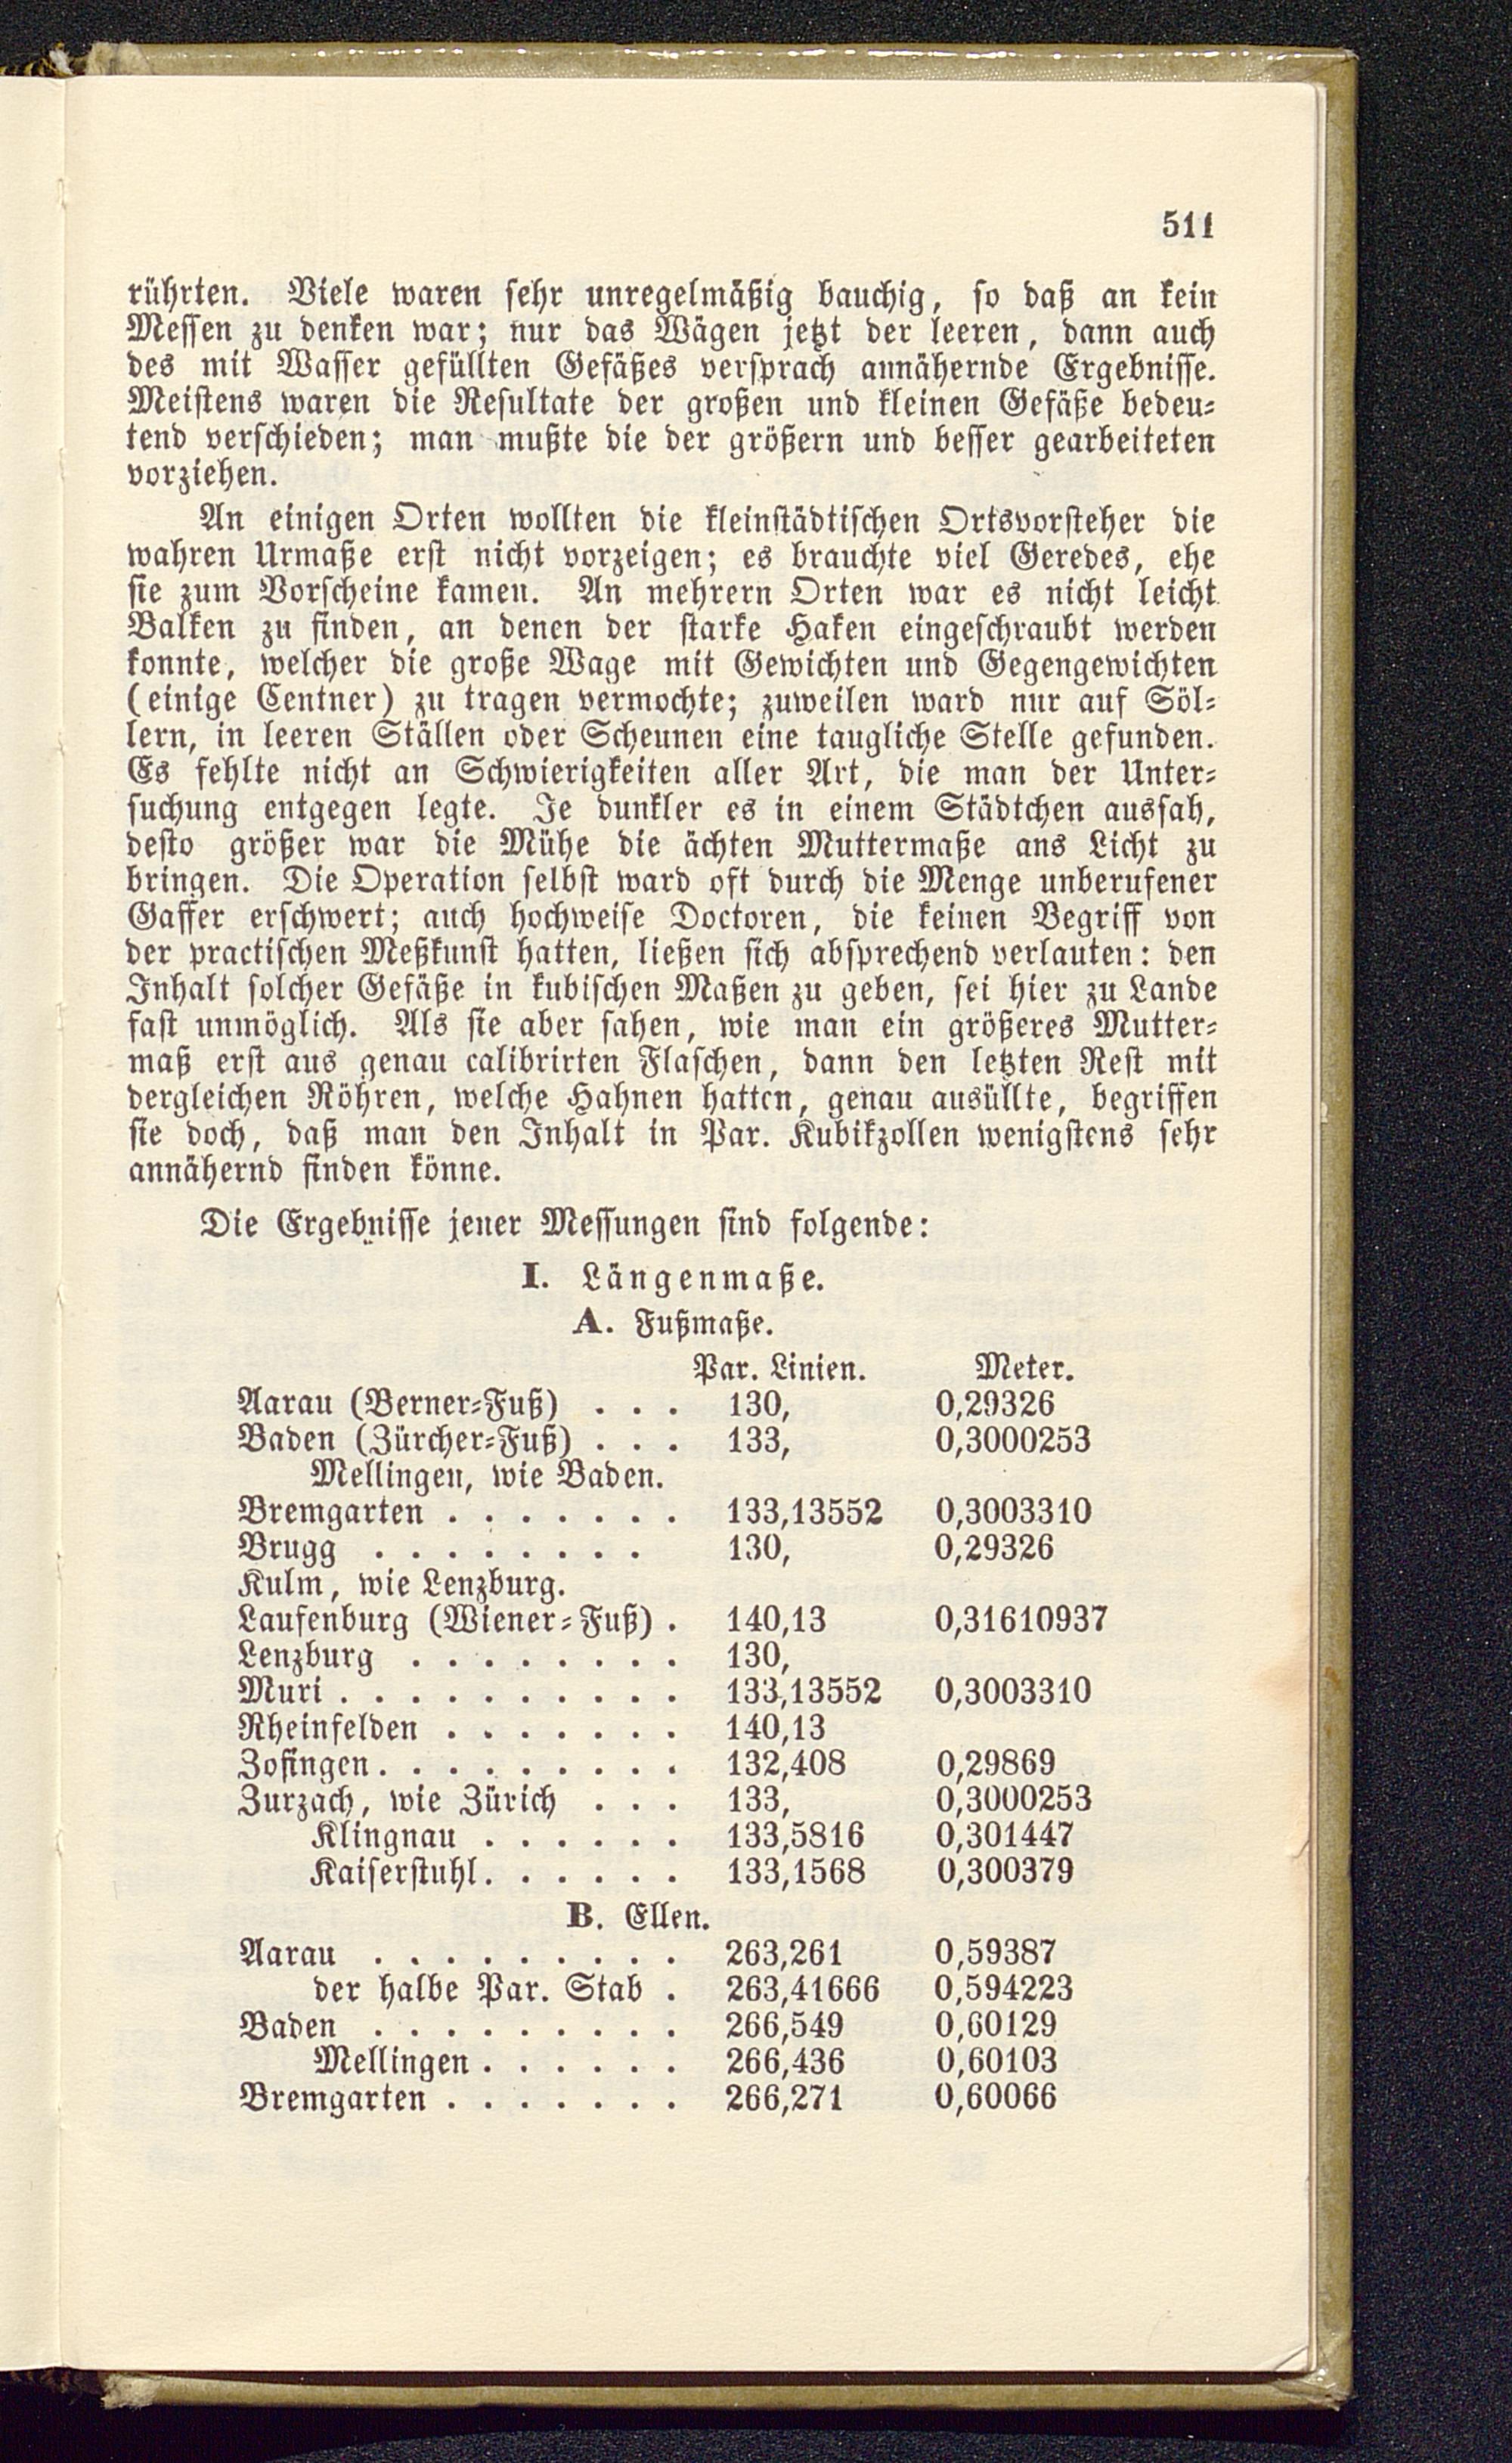 511
rührten. Viele waren sehr unregelmäßig bauchig, so daß an kein
Messen zu denken war; nur das Wägen jetzt der leeren, dann auch
des mit Wasser gefüllten Gefäßes versprach annähernde Ergebnisse.
Meistens waren die Resultate der großen und kleinen Gefäße bedeu-
tend verschieden; man mußte die der größern und besser gearbeiteten
vorziehen.
An einigen Orten wollten die kleinstädtischen Ortsvorsteher die
wahren Urmaße erst nicht vorzeigen; es brauchte viel Geredes, ehe
sie zum Vorscheine kamen. An mehrern Orten war es nicht leicht
Balken zu finden, an denen der starke Haken eingeschraubt werden
konnte, welcher die große Wage mit Gewichten und Gegengewichten
(einige Centner) zu tragen vermochte; zuweilen ward nur auf Söl-
lern, in leeren Ställen oder Scheunen eine taugliche Stelle gefunden.
Es fehlte nicht an Schwierigkeiten aller Art, die man der Unter-
suchung entgegen legte. Je dunkler es in einem Städtchen aussah,
desto größer war die Mühe die ächten Muttermaße ans Licht zu
bringen. Die Operation selbst ward oft durch die Menge unberufener
Gaffer erschwert; auch hochweise Doctoren, die keinen Begriff von
der practischen Meßkunst hatten, ließen sich absprechend verlauten: den
Inhalt solcher Gefäße in kubischen Maßen zu geben, sei hier zu Lande
fast unmöglich. Als sie aber sahen, wie man ein größeres Mutter-
maß erst aus genau calibrirten Flaschen, dann den letzten Rest mit
dergleichen Röhren, welche Hahnen hatten, genau ausüllte, begriffen
sie doch, daß man den Inhalt in Par. Kubikzollen wenigstens sehr
annähernd finden könne.
Die Ergebnisse jener Messungen sind folgende:
I. Längenmaße.
A. Fußmaße.
Par. Linien. Meter.
Aarau (Berner-Fuß) . . . 130, 0,29326
Baden (Zürcher-Fuß) . . . 133, 0,3000253
Mellingen, wie Baden.
Bremgarten . . . . . . . 133,13552 0,3003310
Brugg . . . . . . . . 130, 0,29326
Kulm, wie Lenzburg.
Laufenburg (Wiener-Fuß) . 140,13 0,31610937
Lenzburg . . . . . . . . 130,
Muri . . . . . . . . . . 133,13552 0,3003310
Rheinfelden . . . . . . . 140,13
Zofingen. . . . . . . . . 132,408 0,29869
Zurzach, wie Zürich . . . 133, 0,3000253
Klingnau . . . . . . 133,5816 0,301447
Kaiserstuhl. . . . . . 133,1568 0,300379
B. Ellen.
Aarau . . . . . . . . . 263,261 0,59387
der halbe Par. Stab . 263,41666 0,594223
Baden . . . . . . . . . 266,549 0,60129
Mellingen . . . . . . 266,436 0,60103
Bremgarten . . . . . . . 266,271 0,60066